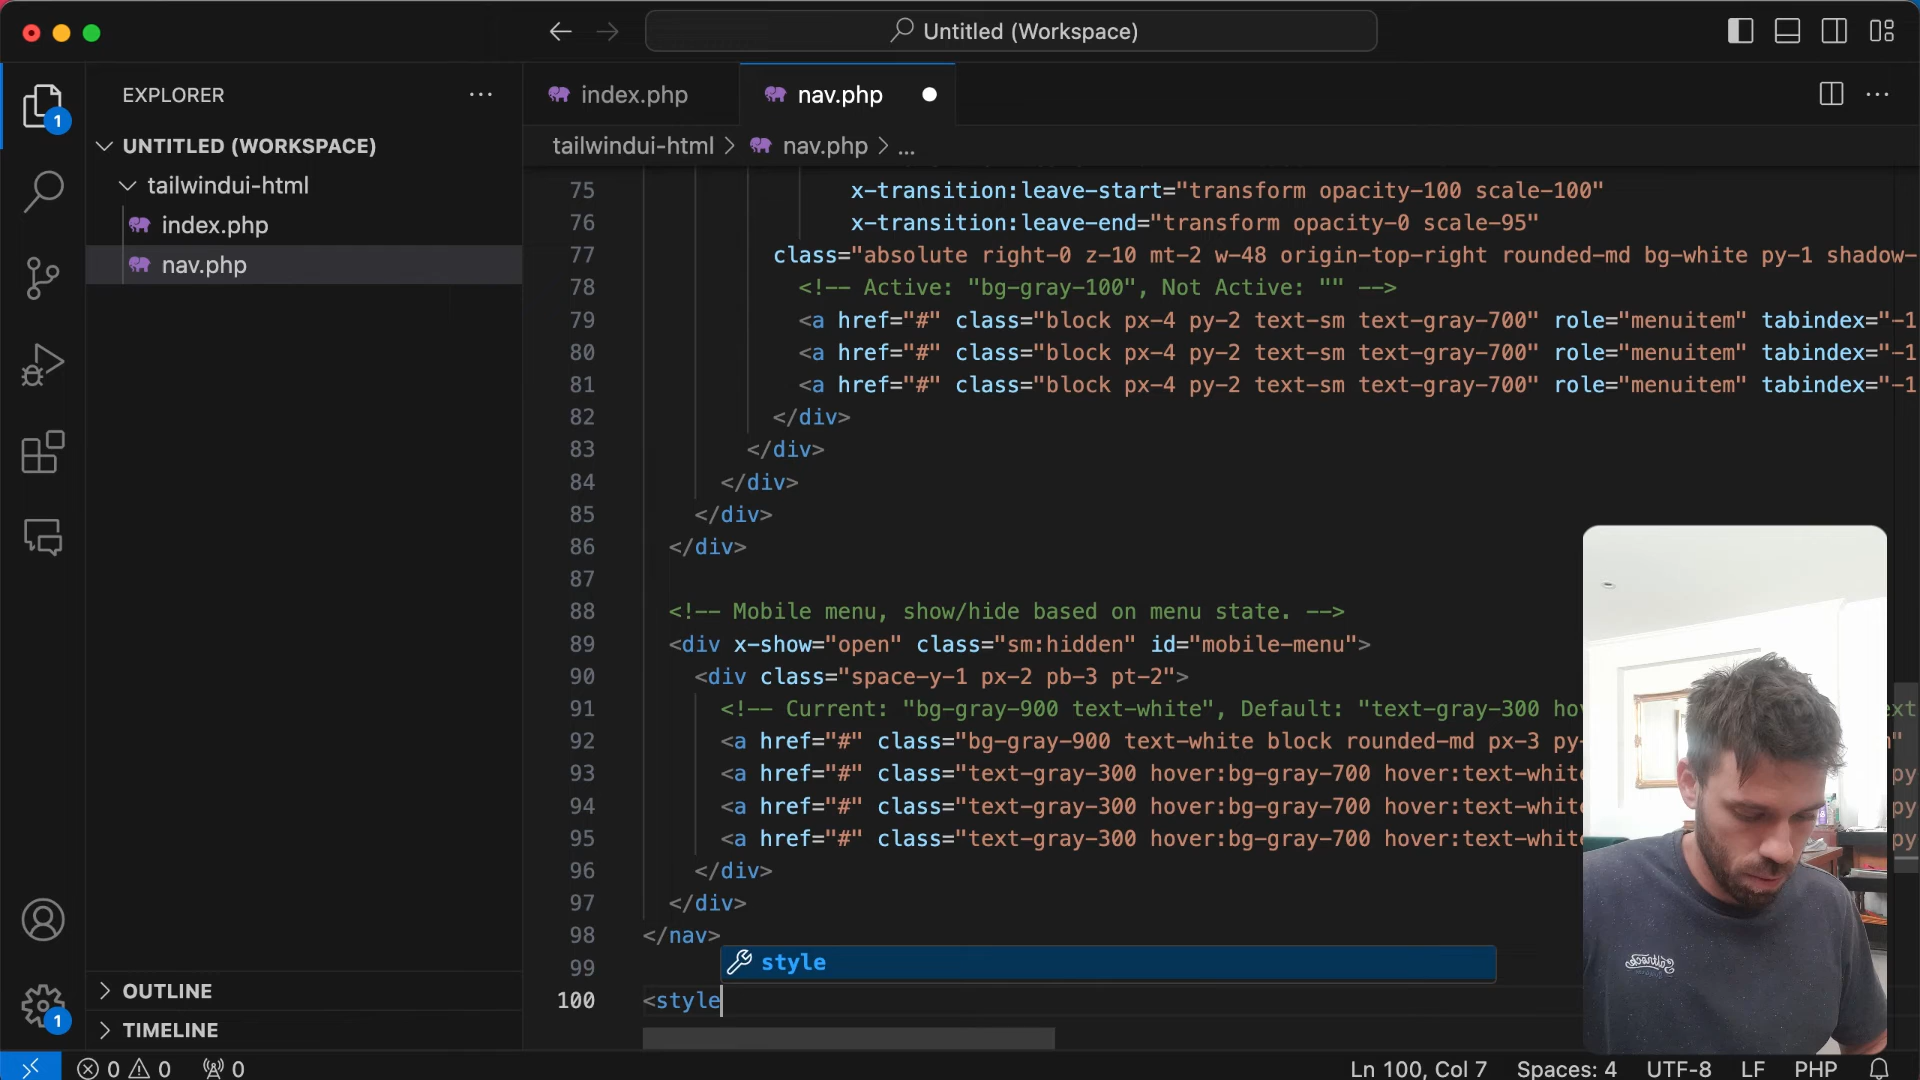 Untitled (Workspace)
EXPLORER
index.php
nav.php
1
UNTITLED (WORKSPACE)
tailwindui-html > nav.php > ...
tailwindui-html
index.php
nav.php
75 x-transition:leave-start="transform opacity-100 scale-100"
76 x-transition:leave-end="transform opacity-0 scale-95"
77 class="absolute right-0 z-10 mt-2 w-48 origin-top-right rounded-md bg-white py-1 shadow-
78 <!-- Active: "bg-gray-100", Not Active: "" -->
79 <a href="#" class="block px-4 py-2 text-sm text-gray-700" role="menuitem" tabindex="-1
80 <a href="#" class="block px-4 py-2 text-sm text-gray-700" role="menuitem" tabindex="-1
81 <a href="#" class="block px-4 py-2 text-sm text-gray-700" role="menuitem" tabindex="-1
82 </div>
83 </div>
84 </div>
85 </div>
86 </div>
87
88 <!-- Mobile menu, show/hide based on menu state. -->
89 <div x-show="open" class="sm:hidden" id="mobile-menu">
90 <div class="space-y-1 px-2 pb-3 pt-2">
91 <!-- Current: "bg-gray-900 text-white", Default: "text-gray-300 ho text
92 <a href="#" class="bg-gray-900 text-white block rounded-md px-3 py-
93 <a href="#" class="text-gray-300 hover:bg-gray-700 hover:text-white py
94 <a href="#" class="text-gray-300 hover:bg-gray-700 hover:text-white py
95 <a href="#" class="text-gray-300 hover:bg-gray-700 hover:text-white py
96 </div>
97 </div>
98 </nav>
99
style
100 <style
OUTLINE
1
TIMELINE
0 0 0
Ln 100, Col 7 Spaces: 4 UTF-8 LF PHP